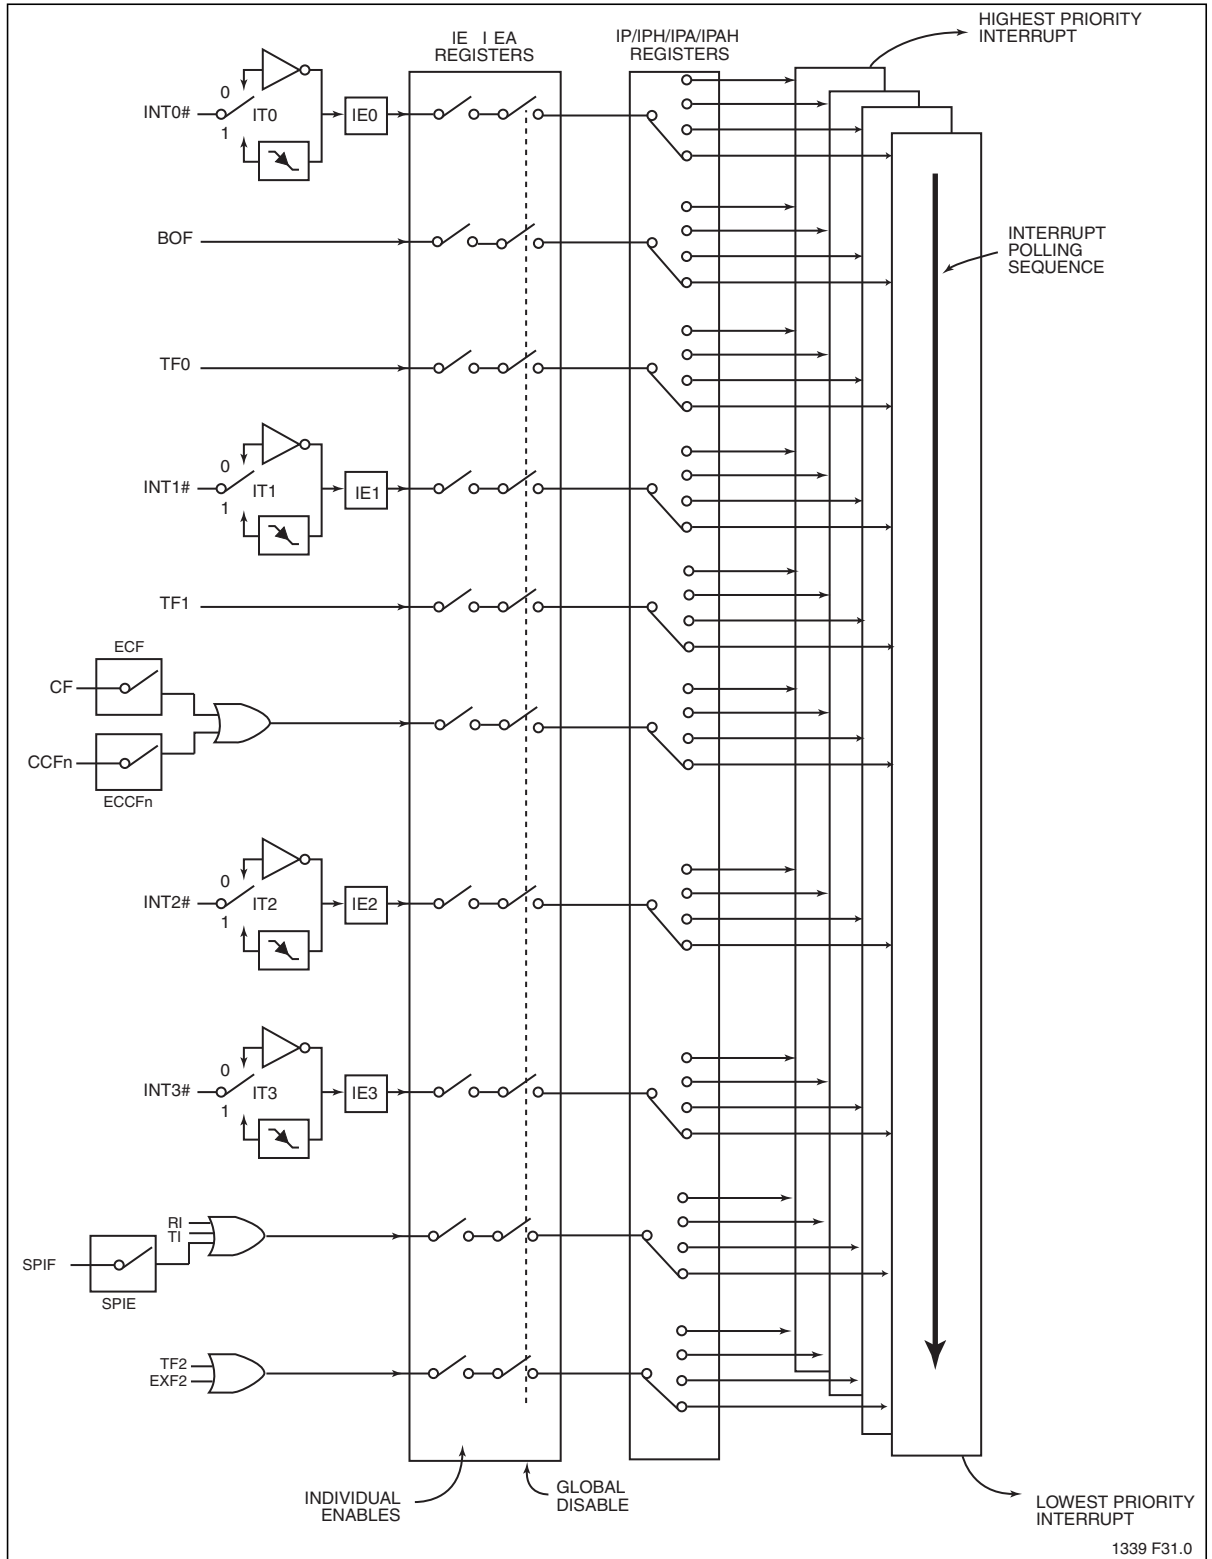 HIGHEST PRIORITY
INTERRUPT
IE I EA
REGISTERS
IP/IPH/IPA/IPAH
REGISTERS
0
INT0#
IT0
1
IE0
BOF
INTERRUPT
POLLING
SEQUENCE
TF0
0
INT1#
IT1
1
IE1
TF1
ECF
CF
CCFn
ECCFn
0
INT2#
IT2
1
IE2
0
INT3#
IT3
1
IE3
RI
TI
SPIF
SPIE
TF2
EXF2
INDIVIDUAL
ENABLES
GLOBAL
DISABLE
LOWEST PRIORITY
INTERRUPT
1339 F31.0